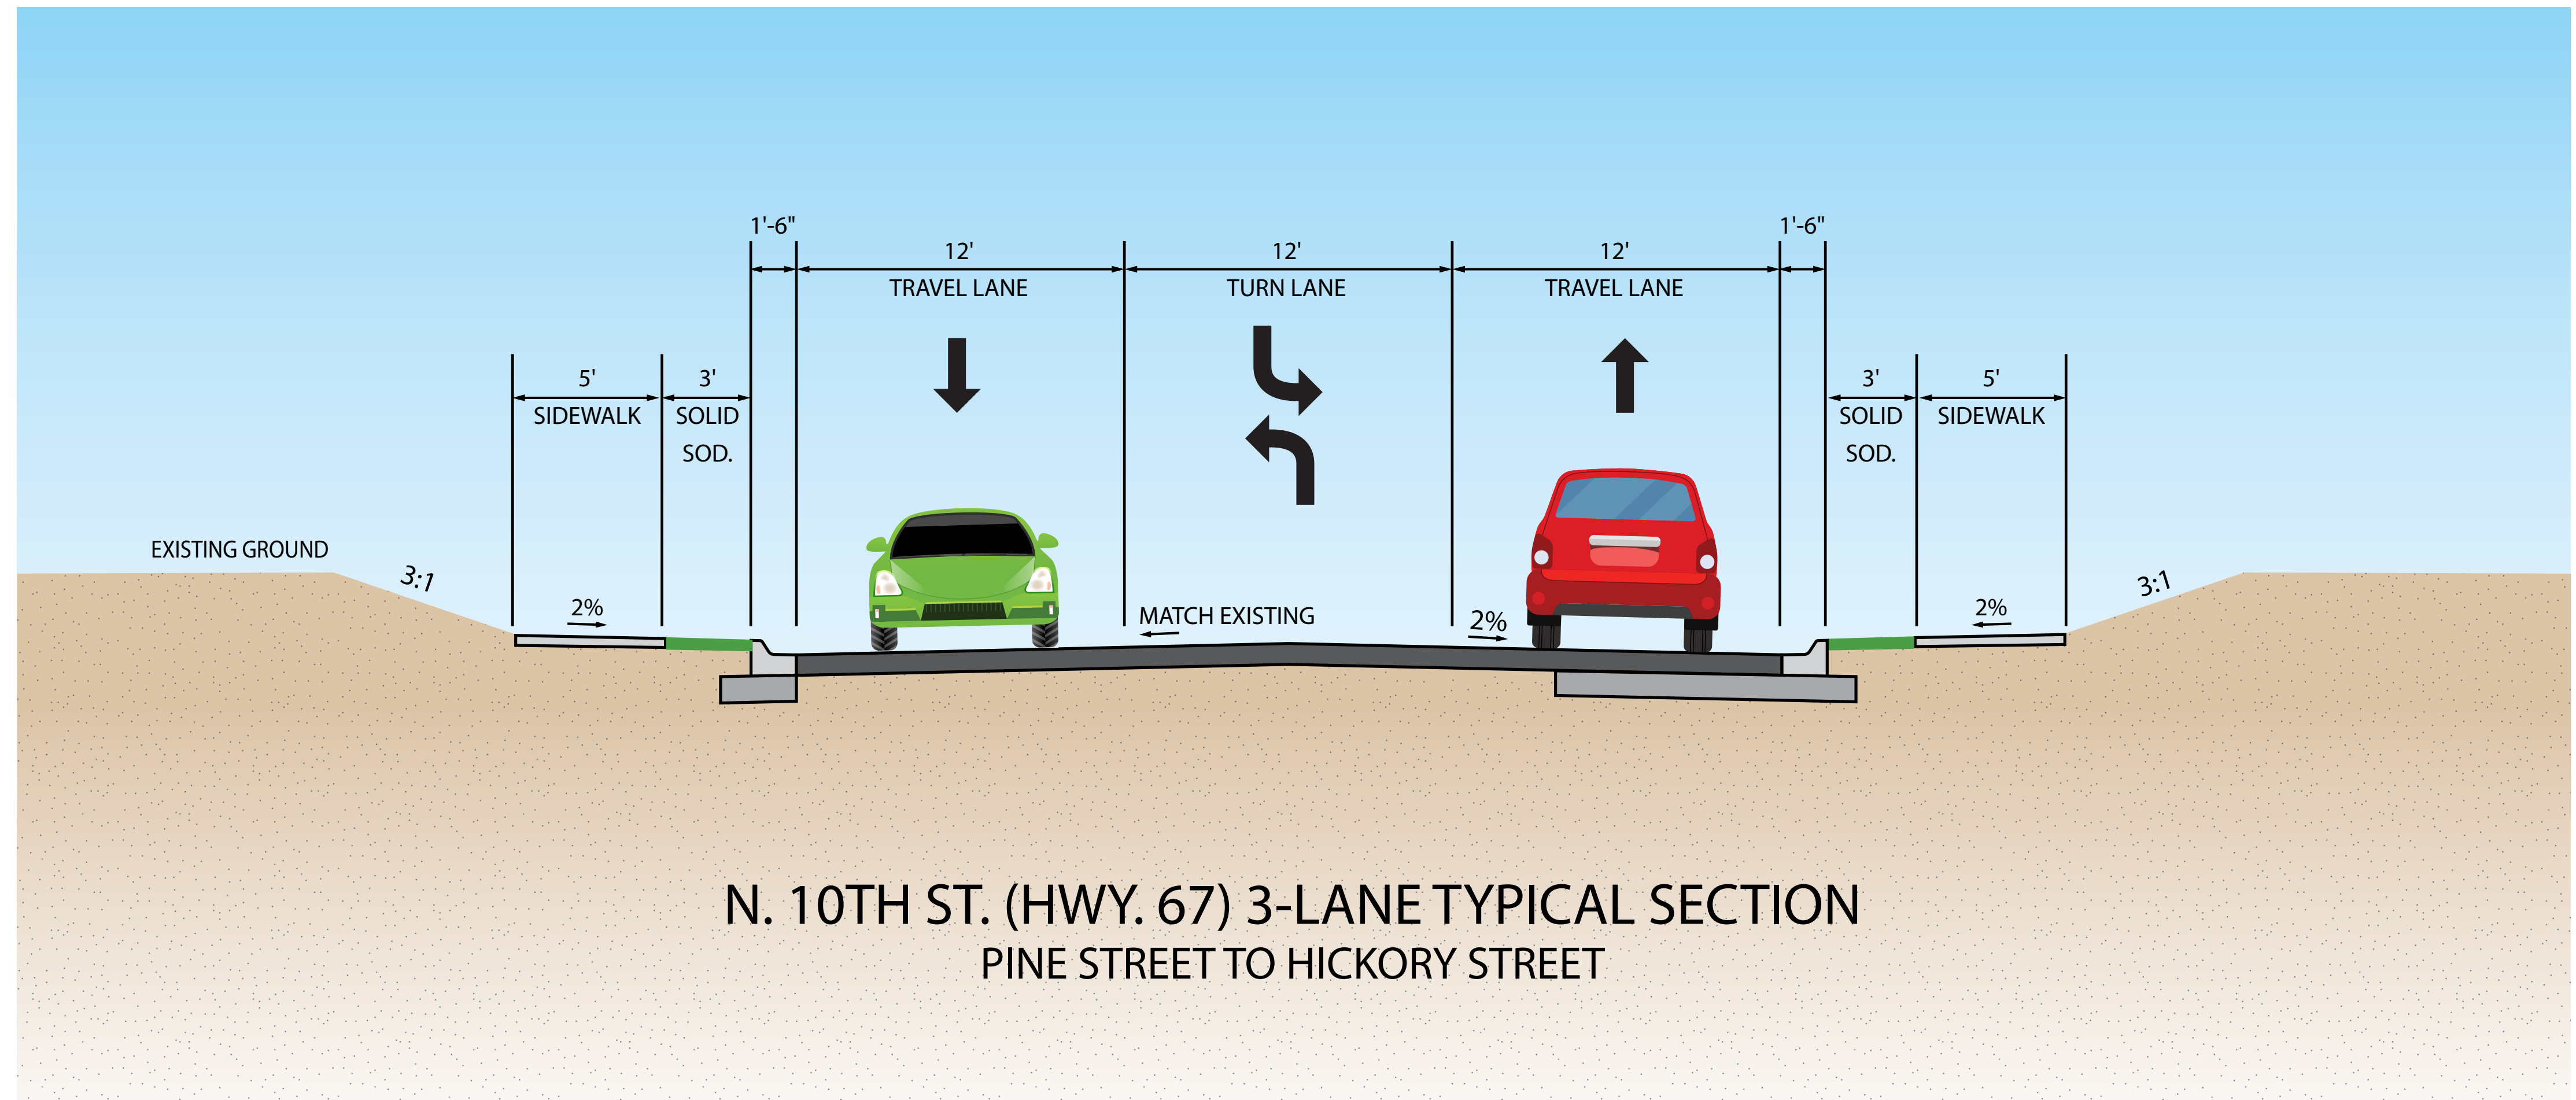 1'-6"
1'-6"
12'
12'
12'
TRAVEL LANE
TURN LANE
TRAVEL LANE
5'
3'
3'
5'
SIDEWALK
SOLID
SOD.
SOLID
SOD.
SIDEWALK
EXISTING GROUND
3:1
3:1
2%
MATCH EXISTING
2%
2%
N. 10TH ST. (HWY. 67) 3-LANE TYPICAL SECTION
PINE STREET TO HICKORY STREET